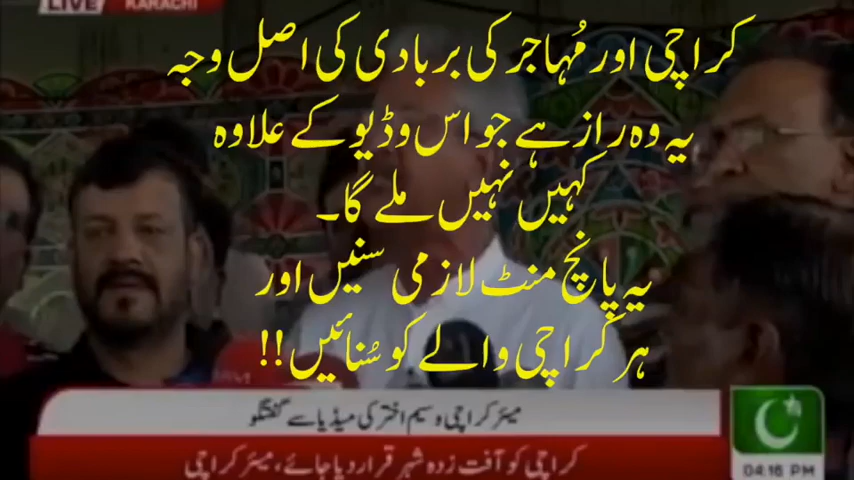 LIVE KARACHI
کراچی اور مُہاجر کی بربادی کی اصل وجہ
یہ وہ راز ہے جو اس وڈیو کے علاوہ
کہیں نہیں ملے گا۔
یہ پانچ منٹ لازمی سنیں اور
ہر کراچی والے کو سُنائیں!!
میئر کراچی وسیم اختر کی میڈیا سے گفتگو
کراچی کو آفت زدہ شہر قرار دیا جائے، میئر کراچی
04:16 PM